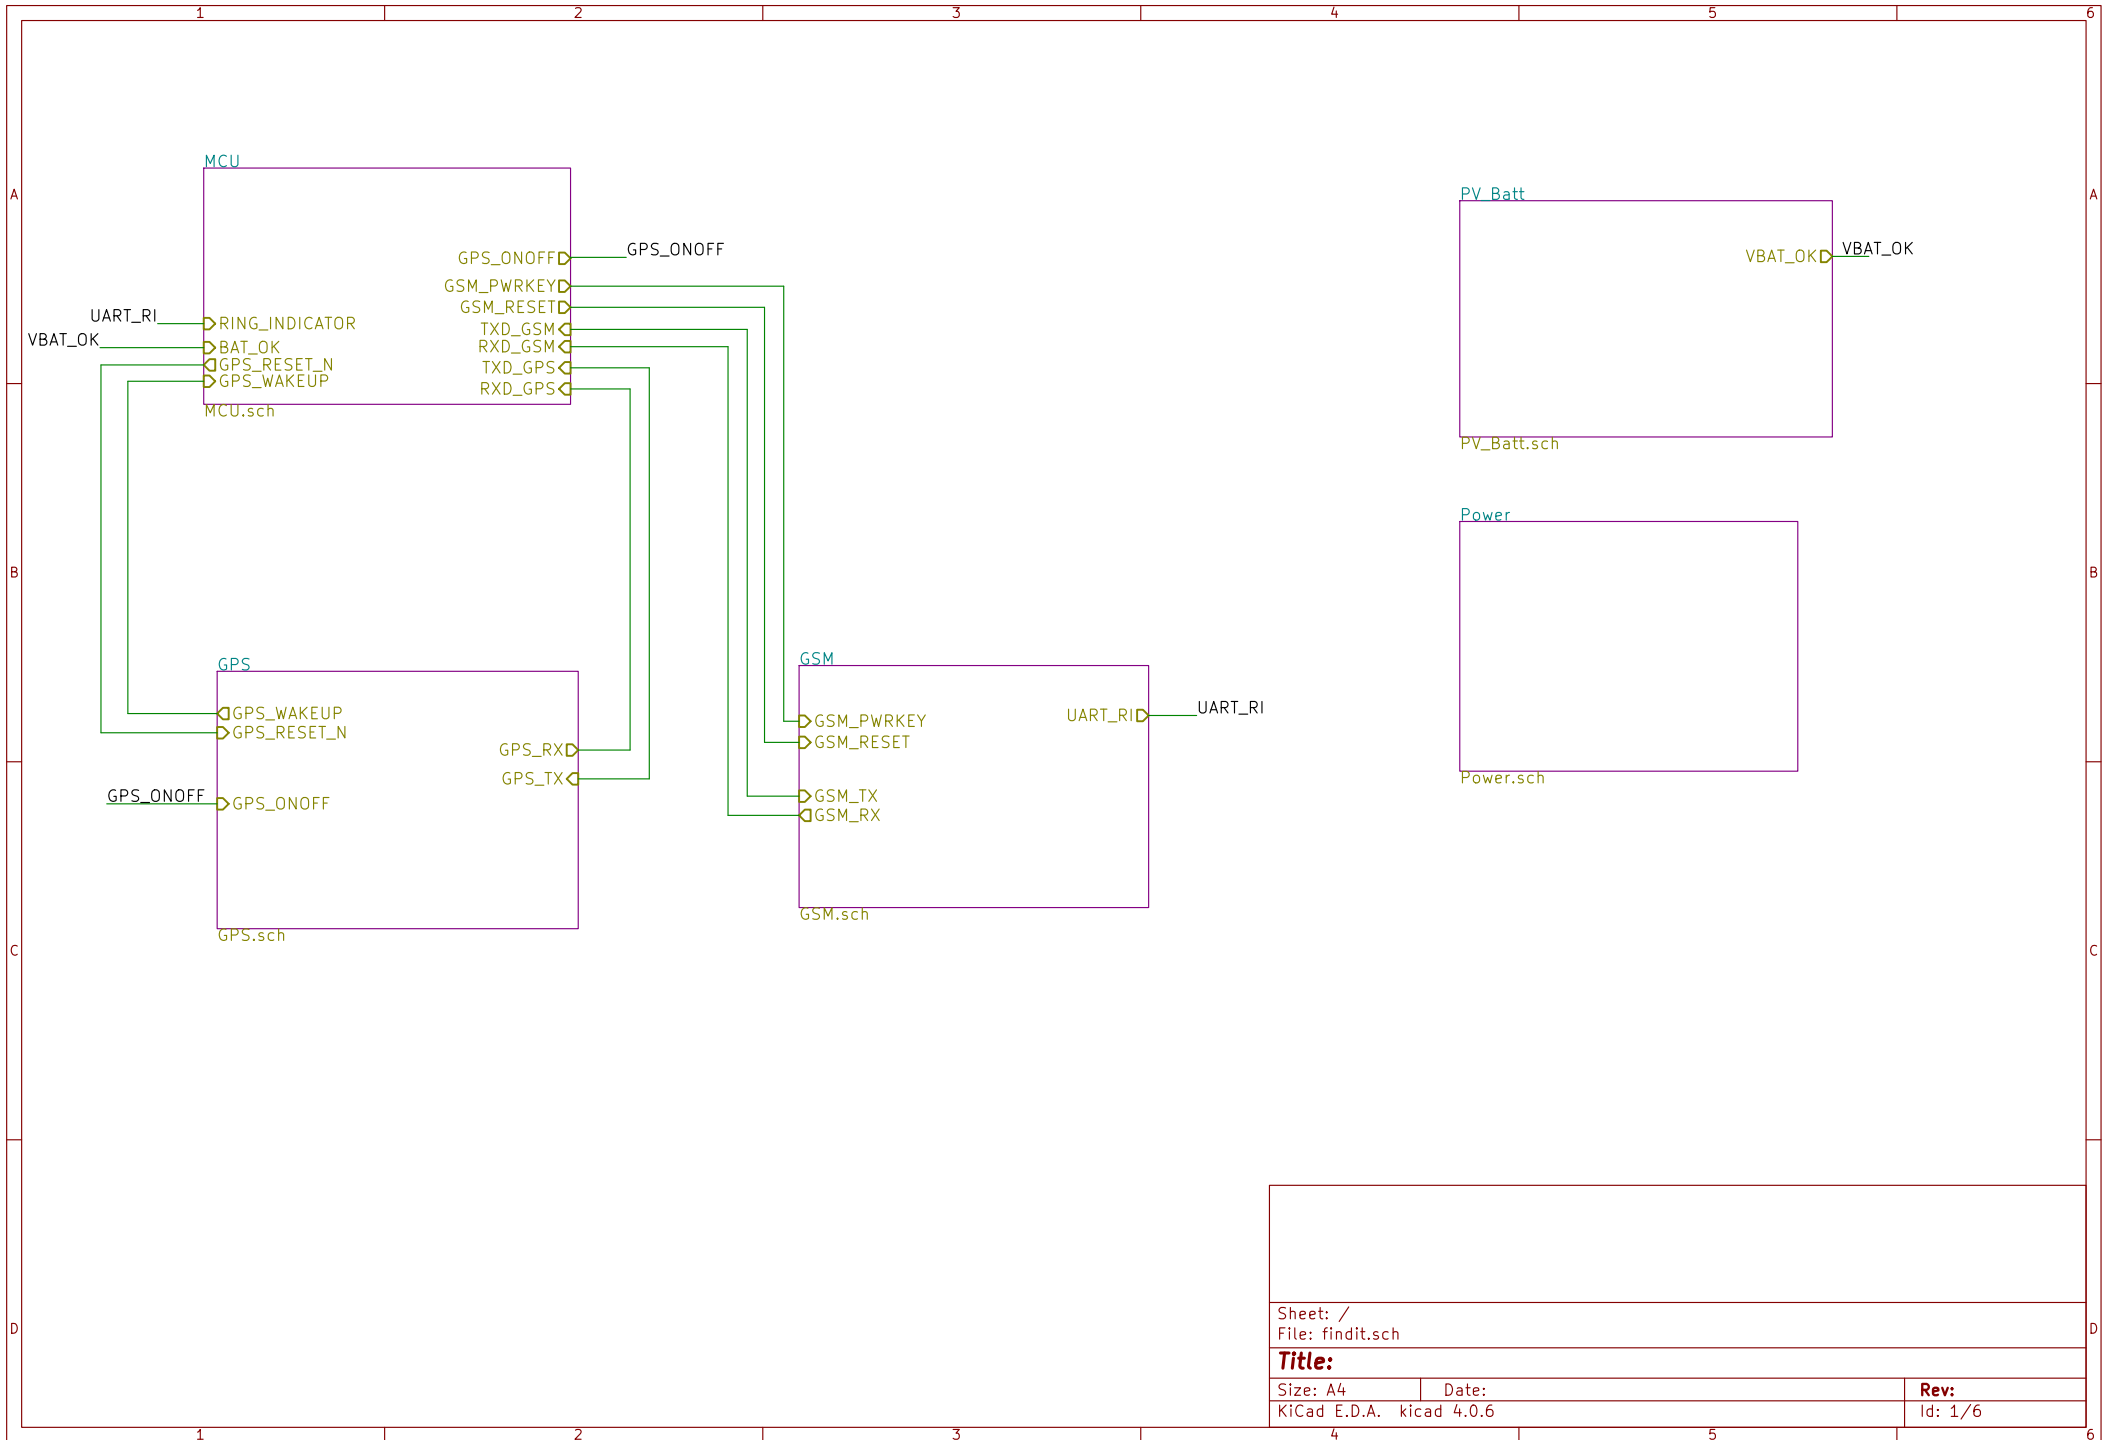 1 2 3 4 5 6
A
A
B
B
C
C
D
D
MCU
GPS_ONOFF
GPS_ONOFF
GSM_PWRKEY
GSM_RESET
UART_RI
RING_INDICATOR
TXD_GSM
VBAT_OK
BAT_OK
RXD_GSM
GPS_RESET_N
TXD_GPS
GPS_WAKEUP
RXD_GPS
MCU.sch
PV_Batt
VBAT_OK
VBAT_OK
PV_Batt.sch
Power
Power.sch
GPS
GPS_WAKEUP
GPS_RESET_N
GPS_RX
GPS_TX
GPS_ONOFF
GPS_ONOFF
GPS.sch
GSM
GSM_PWRKEY
UART_RI
UART_RI
GSM_RESET
GSM_TX
GSM_RX
GSM.sch
Sheet: /
File: findit.sch
Title:
Size: A4 Date: Rev:
KiCad E.D.A. kicad 4.0.6 Id: 1/6
1 2 3 4 5 6